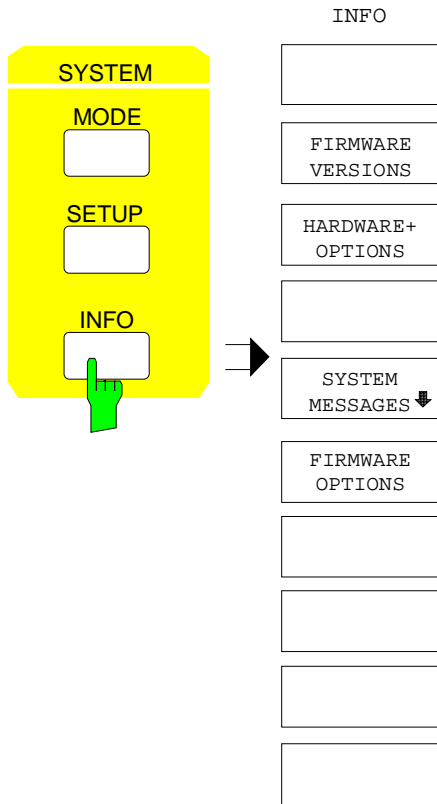 SYSTEM
MODE
SETUP
INFO
INFO
FIRMWARE
VERSIONS
HARDWARE+
OPTIONS
SYSTEM
MESSAGES
FIRMWARE
OPTIONS